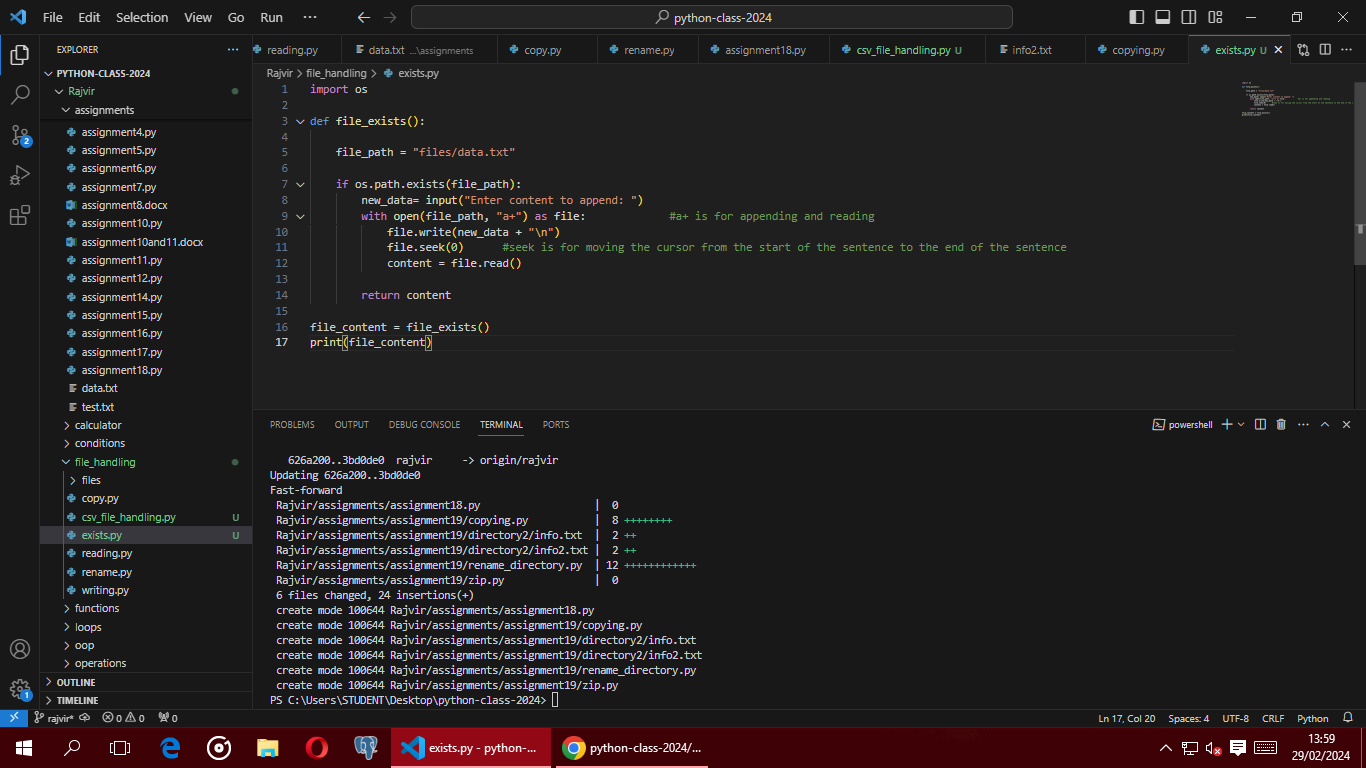 File Edit Selection View Go Run ··· python-class-2024
EXPLORER ···
reading.py data.txt ...\assignments copy.py rename.py assignment18.py csv_file_handling.py U info2.txt copying.py exists.py U
PYTHON-CLASS-2024
Rajvir
assignments
assignment4.py
assignment5.py
assignment6.py
assignment7.py
assignment8.docx
assignment10.py
assignment10and11.docx
assignment11.py
assignment12.py
assignment14.py
assignment15.py
assignment16.py
assignment17.py
assignment18.py
data.txt
test.txt
calculator
conditions
file_handling
files
copy.py
csv_file_handling.py U
exists.py U
reading.py
rename.py
writing.py
functions
loops
oop
operations
OUTLINE
TIMELINE
2
1
Rajvir > file_handling > exists.py
1 import os
2
3 def file_exists():
4
5 file_path = "files/data.txt"
6
7 if os.path.exists(file_path):
8 new_data= input("Enter content to append: ")
9 with open(file_path, "a+") as file: #a+ is for appending and reading
10 file.write(new_data + "\n")
11 file.seek(0) #seek is for moving the cursor from the start of the sentence to the end of the sentence
12 content = file.read()
13
14 return content
15
16 file_content = file_exists()
17 print(file_content)
PROBLEMS OUTPUT DEBUG CONSOLE TERMINAL PORTS powershell
626a200..3bd0de0 rajvir -> origin/rajvir
Updating 626a200..3bd0de0
Fast-forward
Rajvir/assignments/assignment18.py | 0
Rajvir/assignments/assignment19/copying.py | 8 ++++++++
Rajvir/assignments/assignment19/directory2/info.txt | 2 ++
Rajvir/assignments/assignment19/directory2/info2.txt | 2 ++
Rajvir/assignments/assignment19/rename_directory.py | 12 ++++++++++++
Rajvir/assignments/assignment19/zip.py | 0
6 files changed, 24 insertions(+)
create mode 100644 Rajvir/assignments/assignment18.py
create mode 100644 Rajvir/assignments/assignment19/copying.py
create mode 100644 Rajvir/assignments/assignment19/directory2/info.txt
create mode 100644 Rajvir/assignments/assignment19/directory2/info2.txt
create mode 100644 Rajvir/assignments/assignment19/rename_directory.py
create mode 100644 Rajvir/assignments/assignment19/zip.py
PS C:\Users\STUDENT\Desktop\python-class-2024>
rajvir* 0 0 0 Ln 17, Col 20 Spaces: 4 UTF-8 CRLF Python
exists.py - python-... python-class-2024/... 13:59
29/02/2024